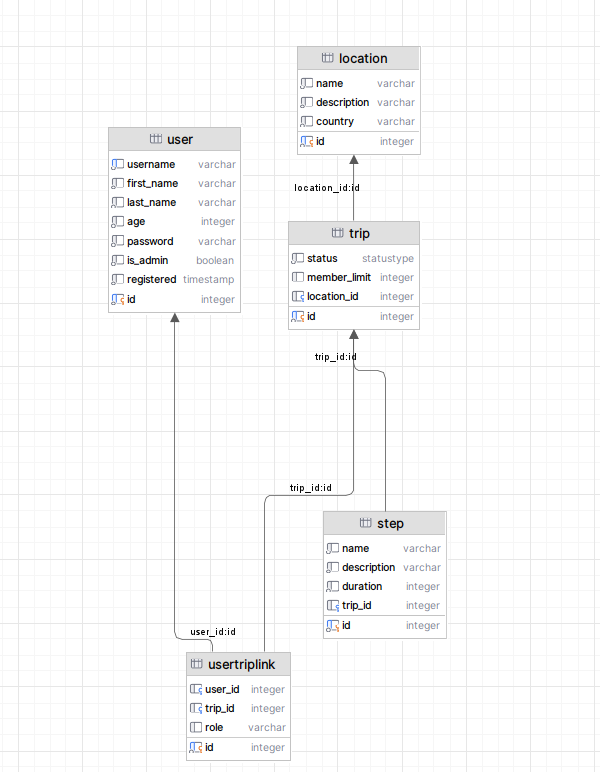 location
name varchar
description varchar
country varchar
id integer
user
username varchar
first_name varchar
last_name varchar
age integer
password varchar
is_admin boolean
registered timestamp
id integer
location_id:id
trip
status statustype
member_limit integer
location_id integer
id integer
trip_id:id
trip_id:id
step
name varchar
description varchar
duration integer
trip_id integer
id integer
user_id:id
usertriplink
user_id integer
trip_id integer
role varchar
id integer